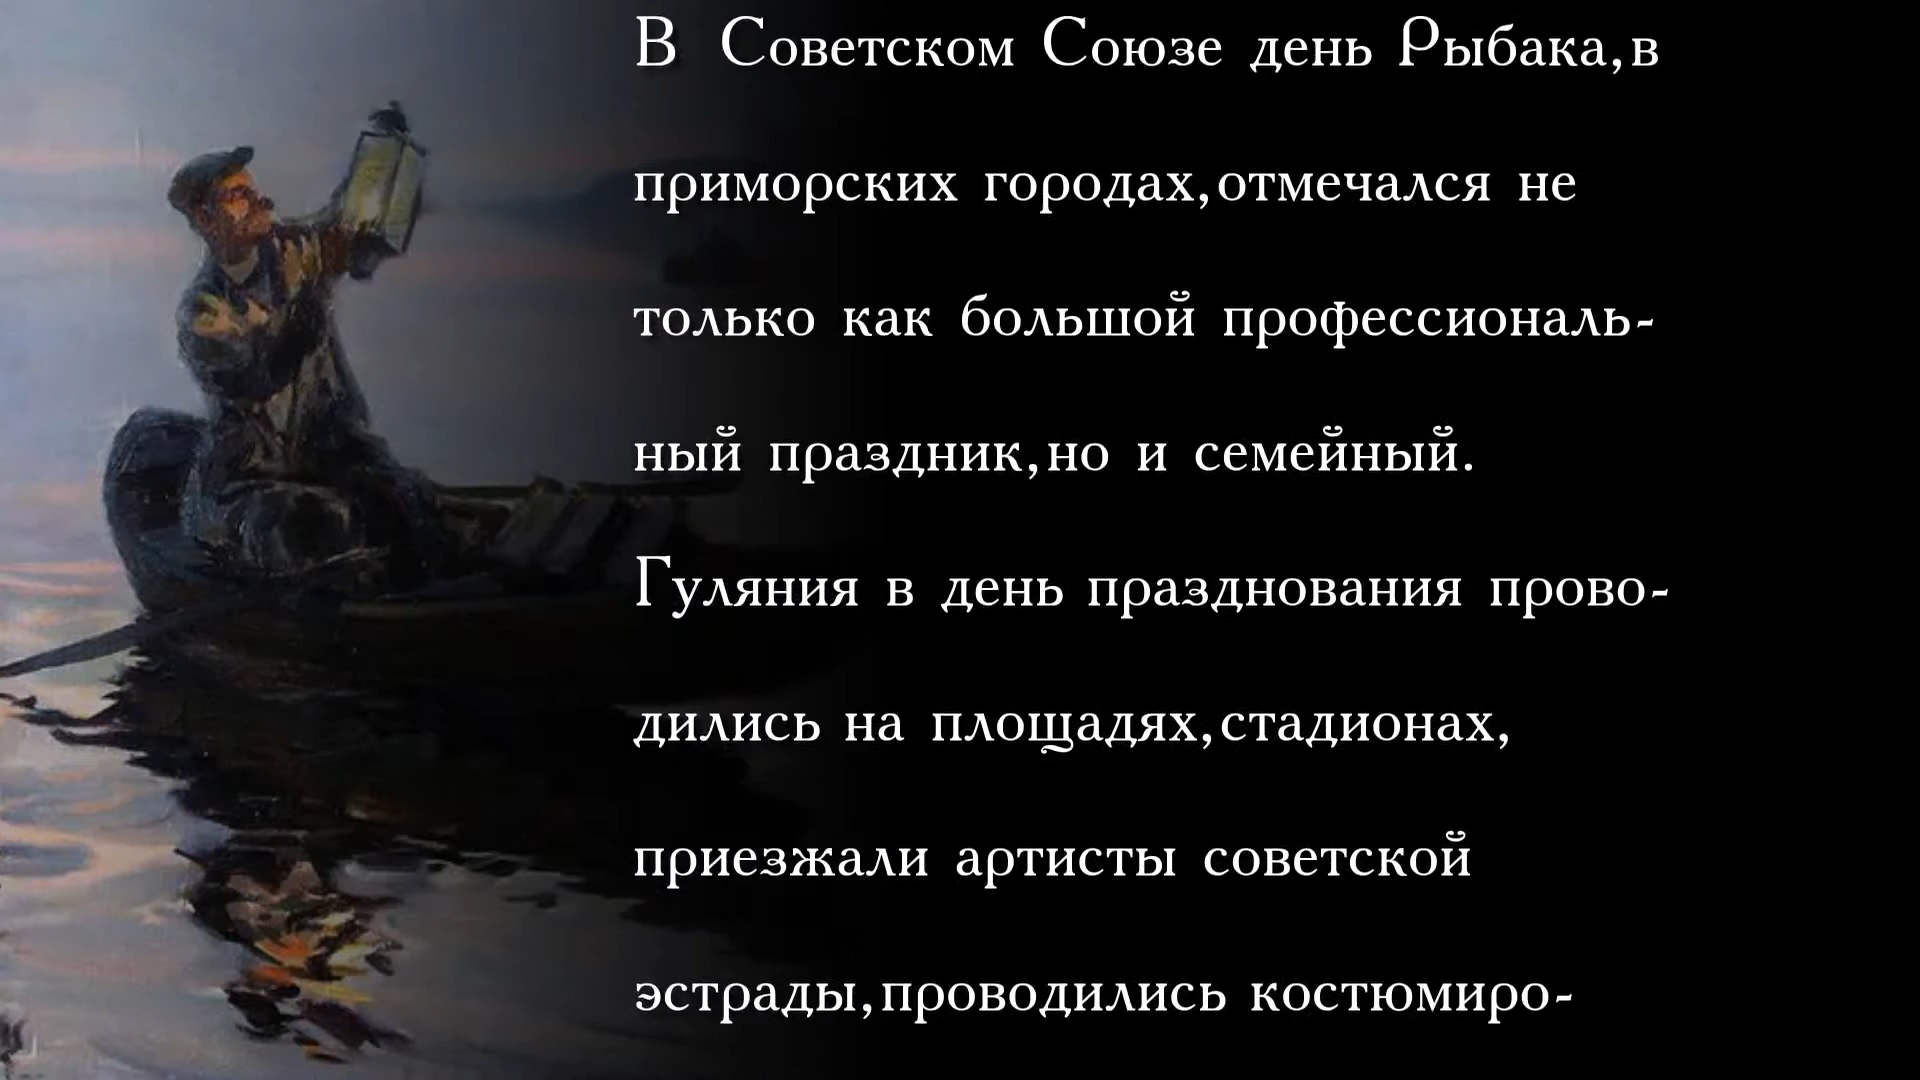 В Советском Союзе день Рыбака,в
приморских городах,отмечался не
только как большой профессиональ-
ный праздник,но и семейный.
Гуляния в день празднования прово-
дились на площадях,стадионах,
приезжали артисты советской
эстрады,проводились костюмиро-